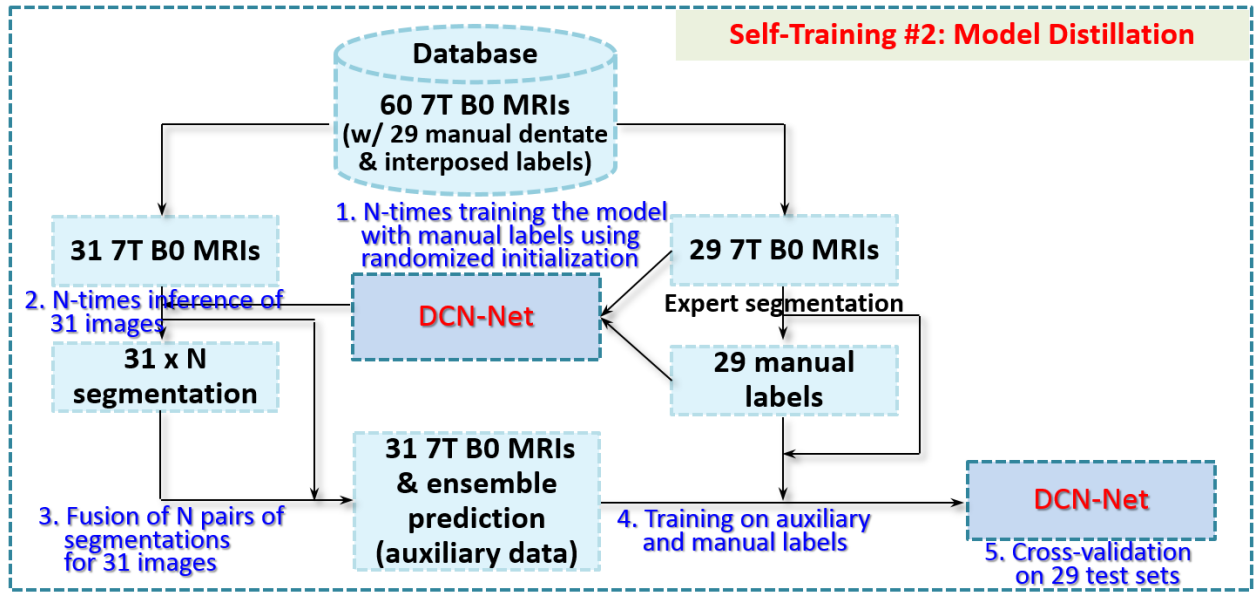 Self-Training #2: Model Distillation
Database
60 7T B0 MRIs
(w/ 29 manual dentate
& interposed labels)
1. N-times training the model
with manual labels using
randomized initialization
31 7T B0 MRIs
29 7T B0 MRIs
2. N-times inference of
31 images
DCN-Net
Expert segmentation
31 x N
segmentation
29 manual
labels
31 7T B0 MRIs
& ensemble
prediction
(auxiliary data)
3. Fusion of N pairs of
segmentations
for 31 images
4. Training on auxiliary
and manual labels
DCN-Net
5. Cross-validation
on 29 test sets